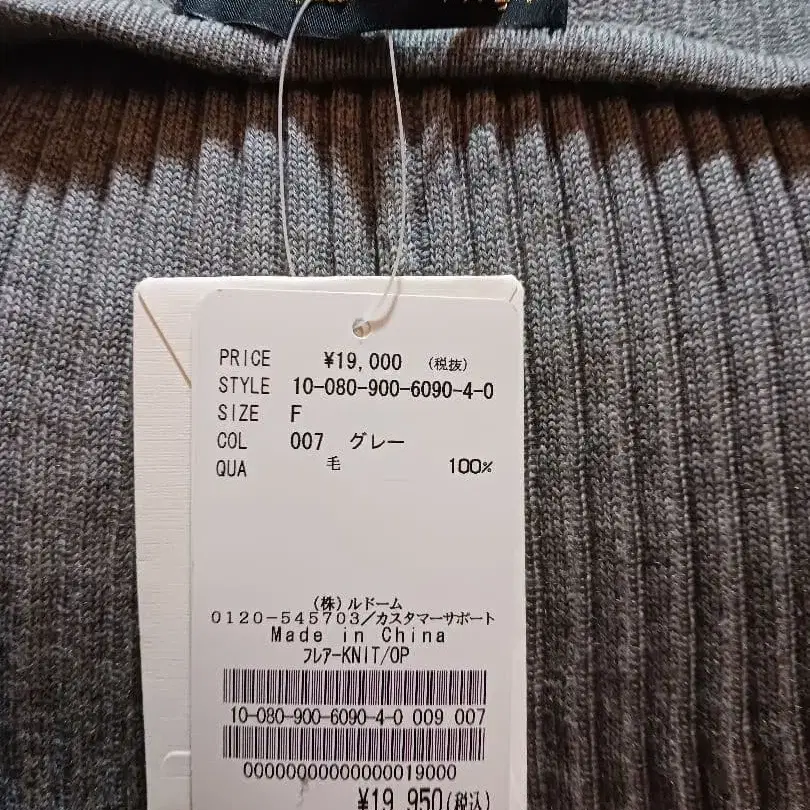 PRICE ¥19,000 (税抜)
STYLE 10-080-900-6090-4-0
SIZE F
COL 007 グレー
QUA 毛 100%
(株)ルドーム
0120-545703/カスタマーサポート
Made in China
フレアーKNIT/OP
10-080-900-6090-4-0 009 007
00000000000000019000
¥19,950(税込)